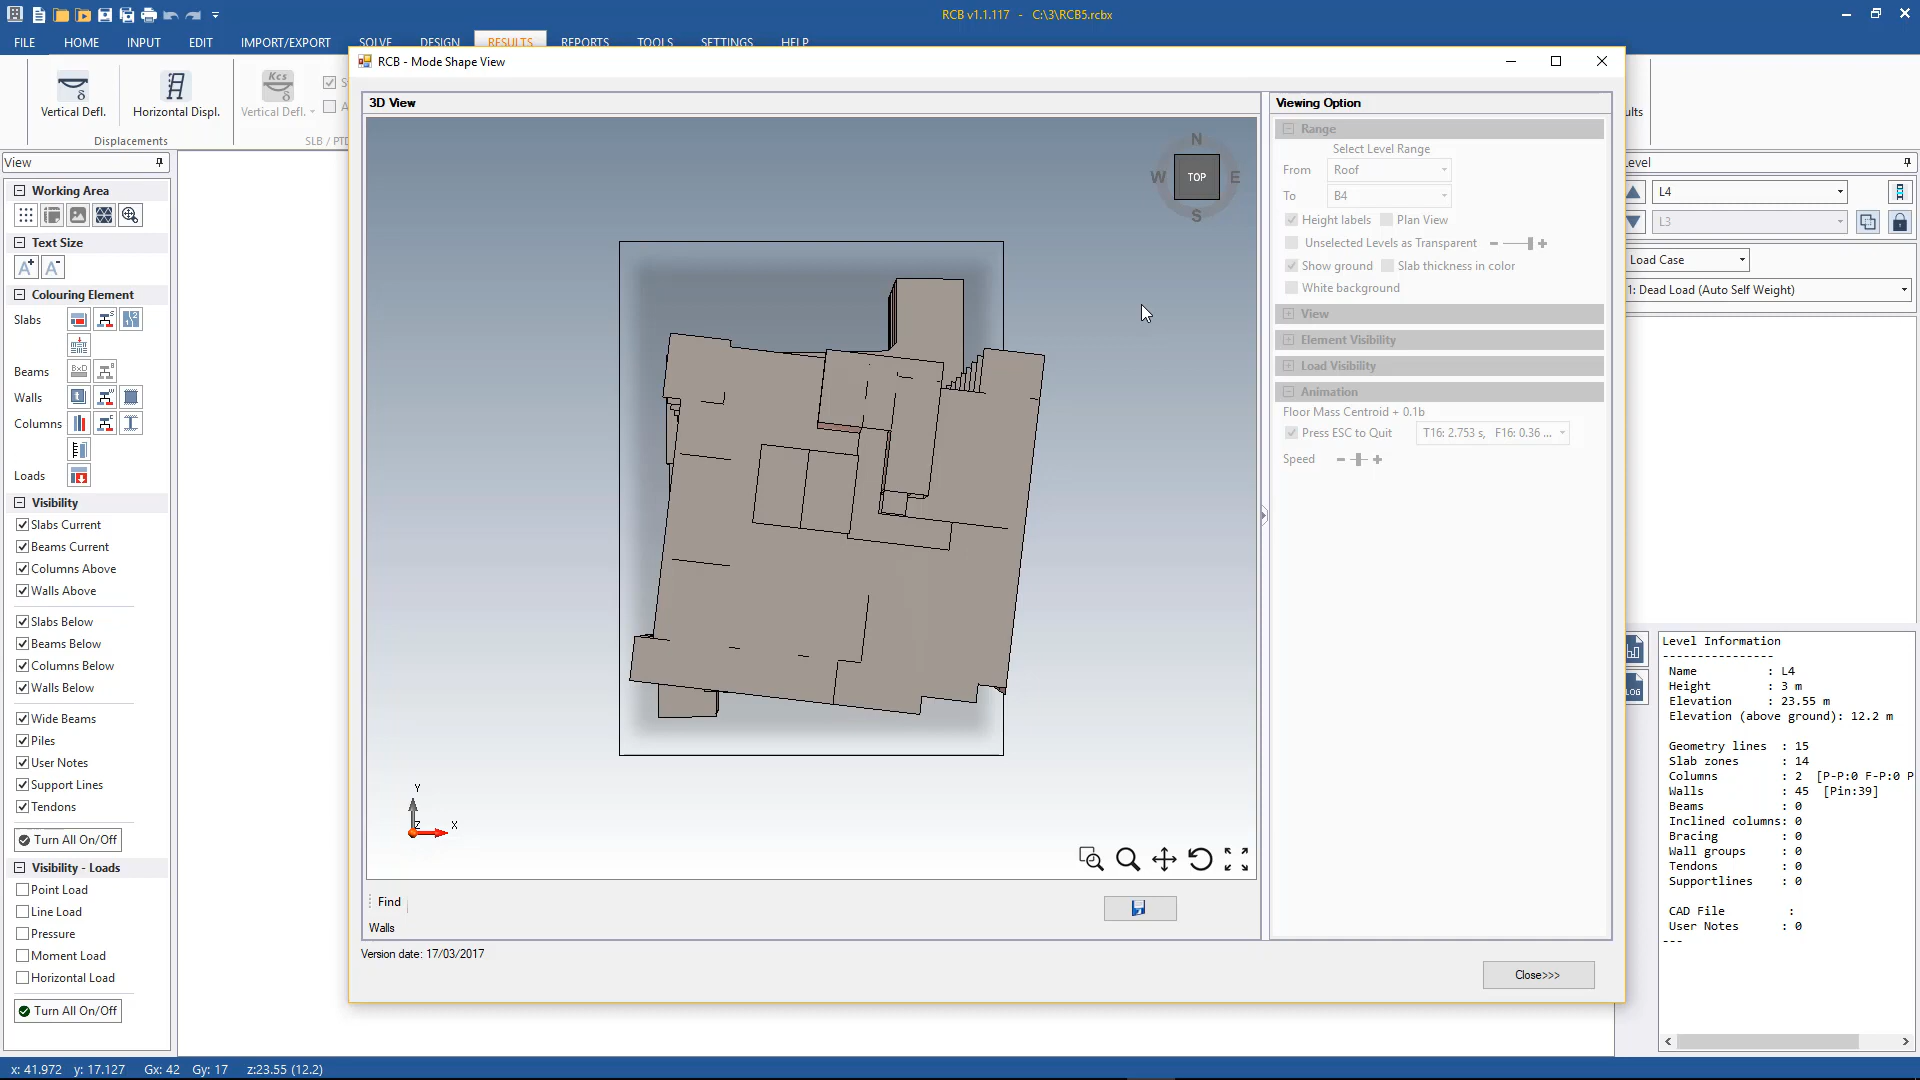 RCB v1.1.117 - C:\3\RCB5.rcbx
FILE HOME INPUT EDIT IMPORT/EXPORT SOLVE DESIGN RESULTS REPORTS TOOLS SETTINGS HELP
RCB - Mode Shape View
Vertical Defl.
Horizontal Displ.
Kcs
Vertical Defl.
Displacements
SLB / PTD
View
Working Area
Text Size
A+ A-
Colouring Element
Slabs
Beams
BxD
Walls
Columns
Loads
Visibility
Slabs Current
Beams Current
Columns Above
Walls Above
Slabs Below
Beams Below
Columns Below
Walls Below
Wide Beams
Piles
User Notes
Support Lines
Tendons
Turn All On/Off
Visibility - Loads
Point Load
Line Load
Pressure
Moment Load
Horizontal Load
Turn All On/Off
3D View
N
W TOP E
S
Y
Z
X
Find
Walls
Version date: 17/03/2017
Viewing Option
Range
Select Level Range
From Roof
To B4
Height labels Plan View
Unselected Levels as Transparent
Show ground Slab thickness in color
White background
View
Element Visibility
Load Visibility
Animation
Floor Mass Centroid + 0.1b
Press ESC to Quit T16: 2.753 s, F16: 0.36 ...
Speed
Close>>>
ults
evel
L4
L3
Load Case
1: Dead Load (Auto Self Weight)
LOG
Level Information
----------------
Name : L4
Height : 3 m
Elevation : 23.55 m
Elevation (above ground): 12.2 m
Geometry lines : 15
Slab zones : 14
Columns : 2 [P-P:0 F-P:0 P
Walls : 45 [Pin:39]
Beams : 0
Inclined columns: 0
Bracing : 0
Wall groups : 0
Tendons : 0
Supportlines : 0
CAD File :
User Notes : 0
---
x: 41.972 y: 17.127 Gx: 42 Gy: 17 z:23.55 (12.2)